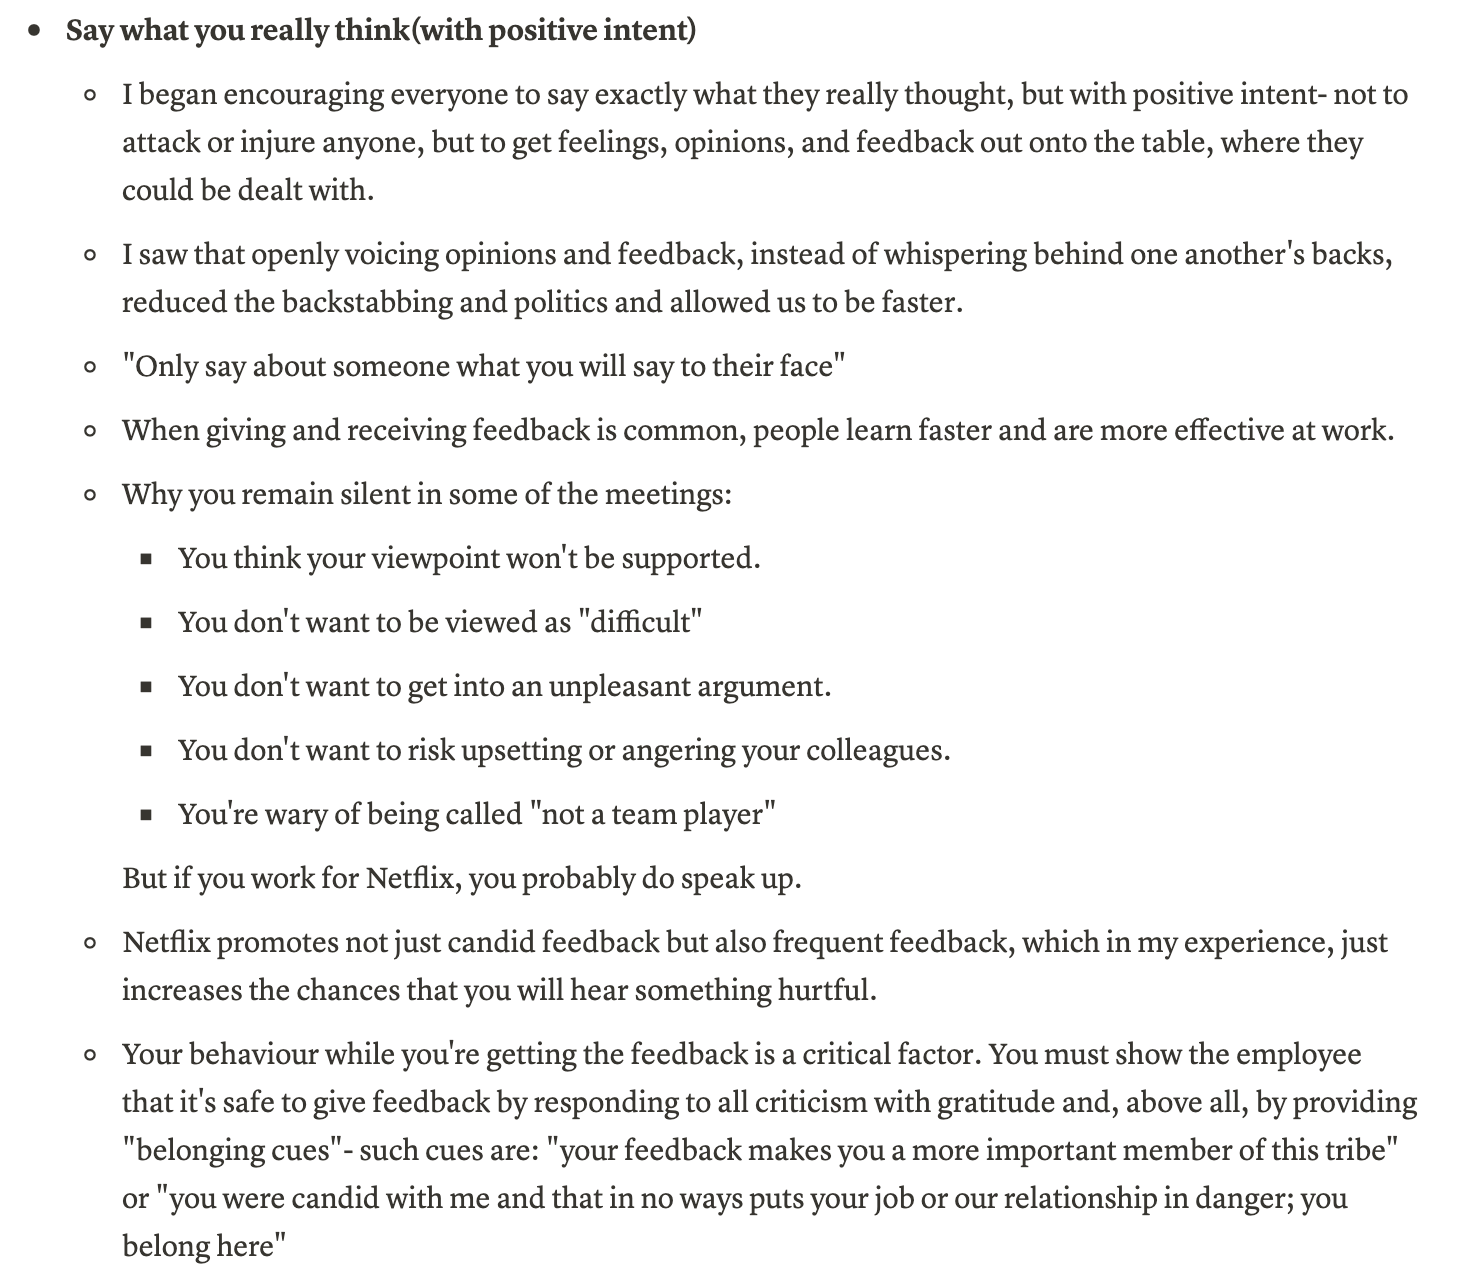 Say what you really think(with positive intent)
I began encouraging everyone to say exactly what they really thought, but with positive intent- not to
attack or injure anyone, but to get feelings, opinions, and feedback out onto the table, where they
could be dealt with.
I saw that openly voicing opinions and feedback, instead of whispering behind one another's backs,
reduced the backstabbing and politics and allowed us to be faster.
"Only say about someone what you will say to their face"
When giving and receiving feedback is common, people learn faster and are more effective at work.
Why you remain silent in some of the meetings:
You think your viewpoint won't be supported.
You don't want to be viewed as "difficult"
You don't want to get into an unpleasant argument.
You don't want to risk upsetting or angering your colleagues.
You're wary of being called "not a team player"
But if you work for Netflix, you probably do speak up.
Netflix promotes not just candid feedback but also frequent feedback, which in my experience, just
increases the chances that you will hear something hurtful.
Your behaviour while you're getting the feedback is a critical factor. You must show the employee
that it's safe to give feedback by responding to all criticism with gratitude and, above all, by providing
"belonging cues"- such cues are: "your feedback makes you a more important member of this tribe"
or "you were candid with me and that in no ways puts your job or our relationship in danger; you
belong here"